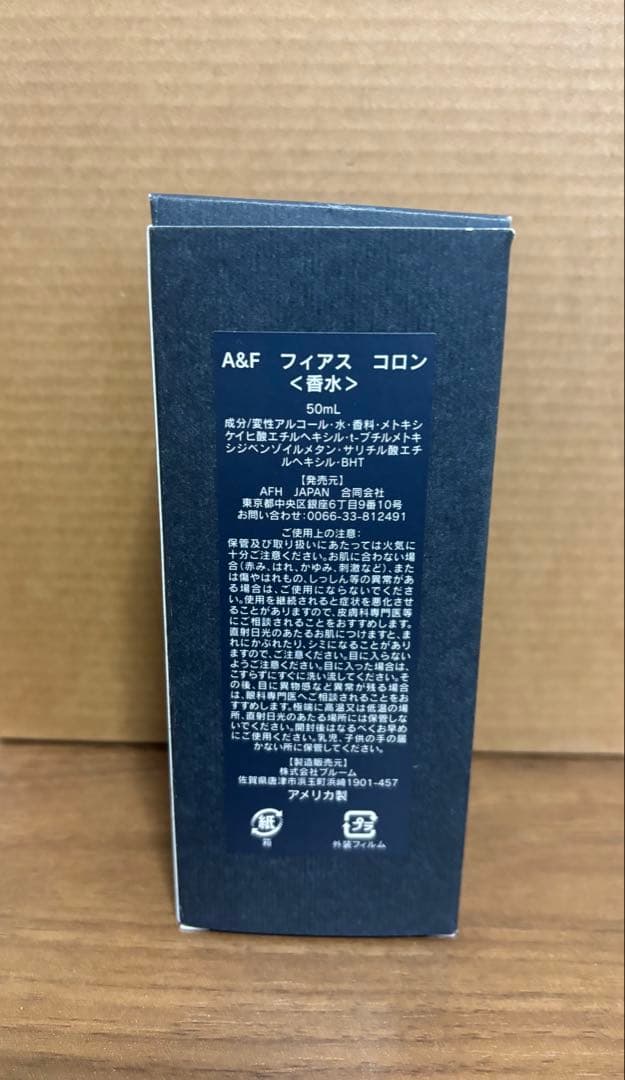 A&F　フィアス　コロン
＜香水＞
50mL
成分/変性アルコール・水・香料・メトキシ
ケイヒ酸エチルヘキシル・t-ブチルメトキ
シジベンゾイルメタン・サリチル酸エチ
ルヘキシル・BHT
【発売元】
AFH　JAPAN　合同会社
東京都中央区銀座6丁目9番10号
お問い合わせ:0066-33-812491
ご使用上の注意:
保管及び取り扱いにあたっては火気に
十分ご注意ください。お肌に合わない場
合(赤み、はれ、かゆみ、刺激など)、また
は傷やはれもの、しっしん等の異常があ
る場合は、ご使用にならないでくださ
い。使用を継続されると症状を悪化させ
ることがありますので、皮膚科専門医等
にご相談されることをおすすめします。
直射日光のあたるお肌につけますと、ま
れにかぶれたり、シミになることがあり
ますので、ご注意ください。目に入らない
ようご注意ください。目に入った場合は、
こすらずにすぐに洗い流してください。そ
の後、目に異物感など異常が残る場合
は、眼科専門医へご相談されることをお
すすめします。極端に高温又は低温の場
所、直射日光のあたる場所には保管しな
いでください。開封後はなるべくお早め
にご使用ください。乳児、子供の手の届
かない所に保管してください。
【製造販売元】
株式会社ブルーム
佐賀県唐津市浜玉町浜崎1901-457
アメリカ製
紙 プラ
箱 外装フィルム